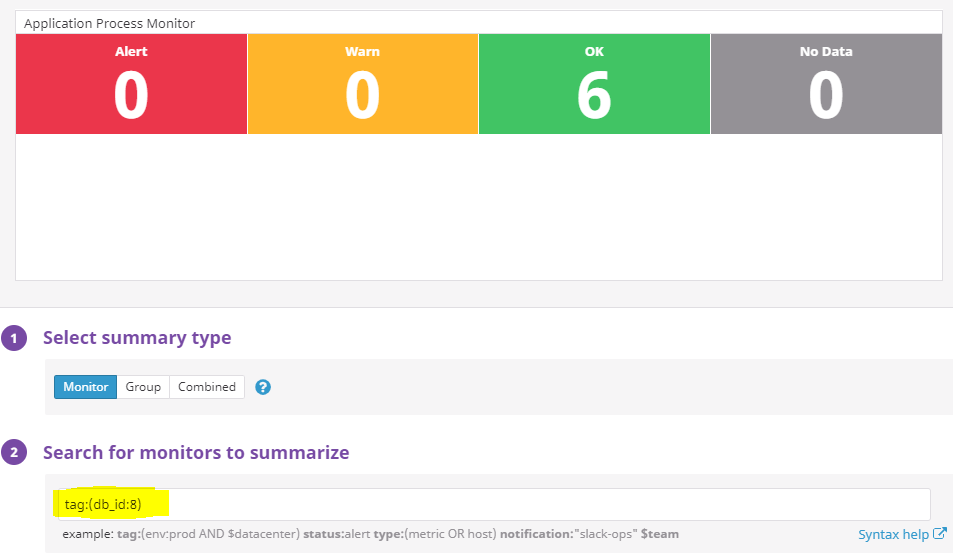 Application Process Monitor
Alert Warn OK No Data
0 0 6 0
1 Select summary type
Monitor Group Combined ?
2 Search for monitors to summarize
tag:(db_id:8)
example: tag:(env:prod AND $datacenter) status:alert type:(metric OR host) notification:"slack-ops" $team Syntax help